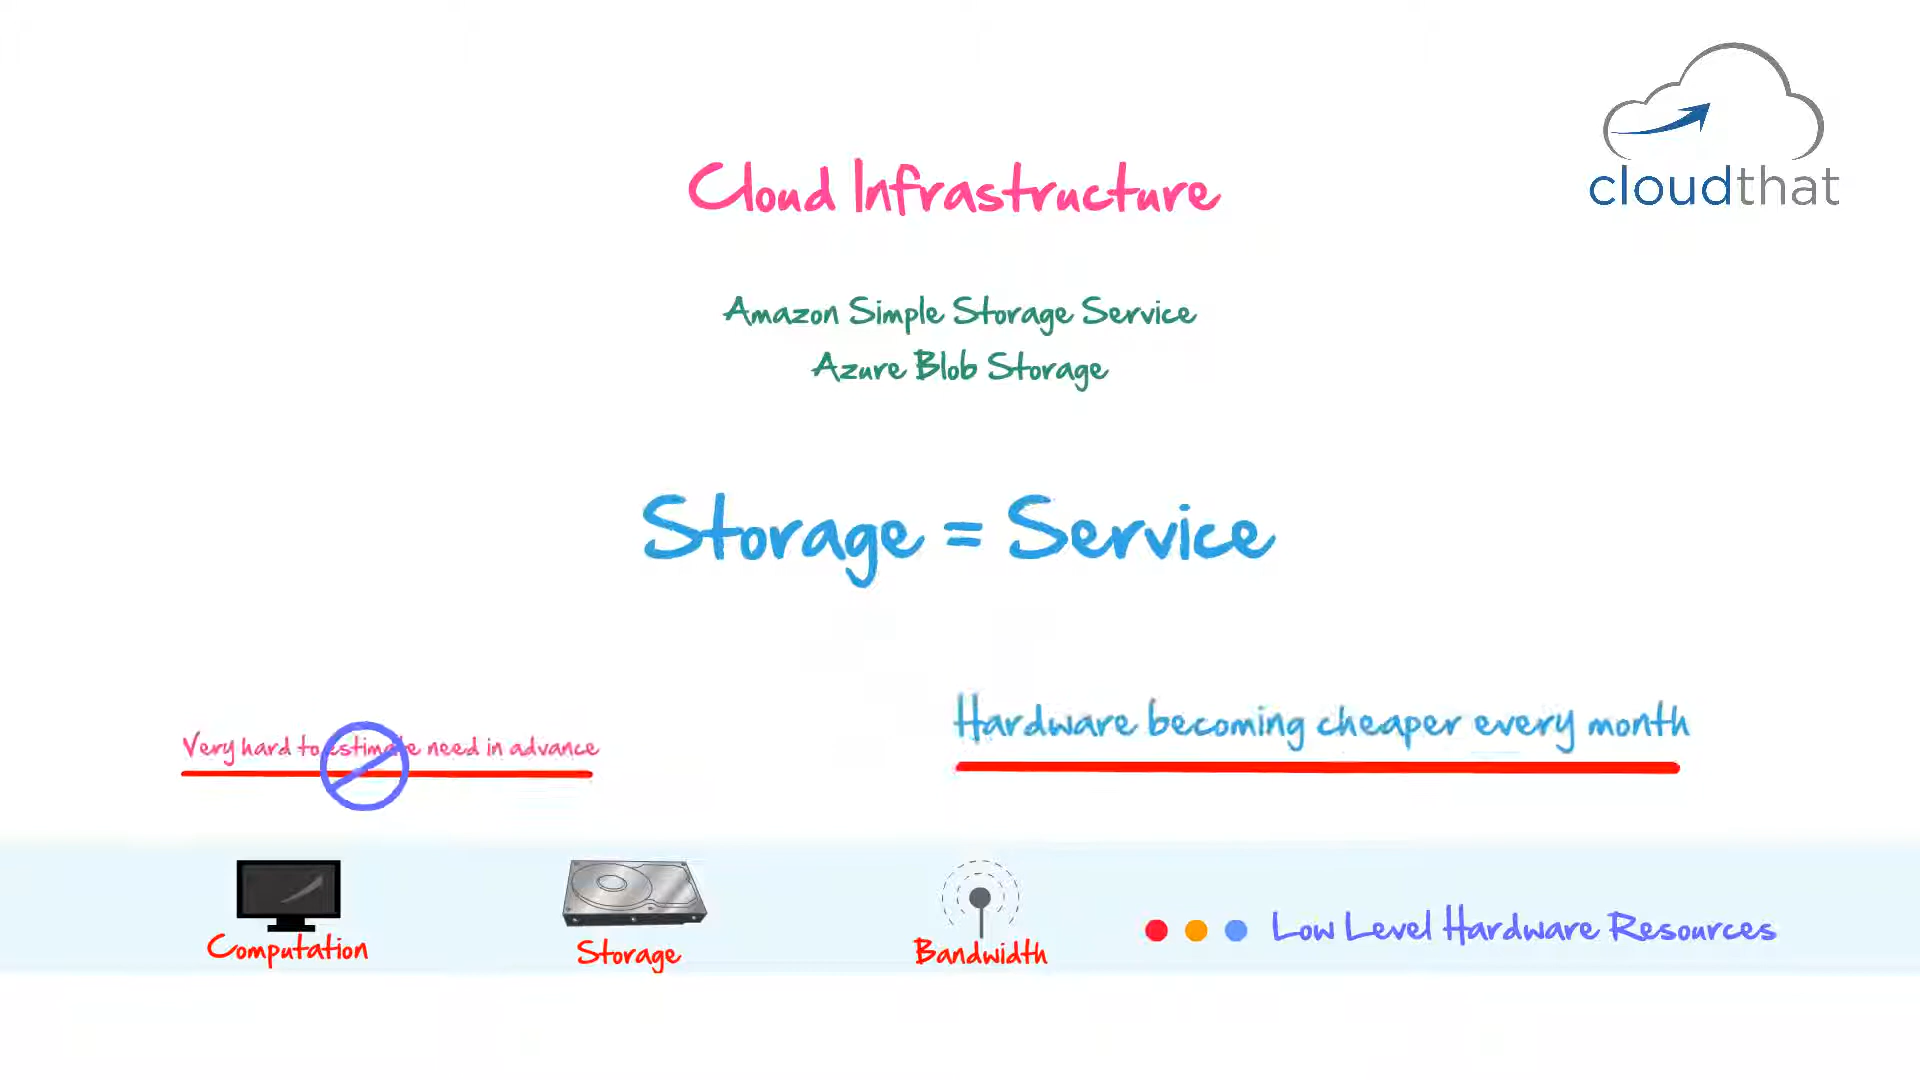 cloudthat
Cloud Infrastructure
Amazon Simple Storage Service
Azure Blob Storage
Storage = Service
Very hard to estimate need in advance
Hardware becoming cheaper every month
Computation
Storage
Bandwidth
Low Level Hardware Resources